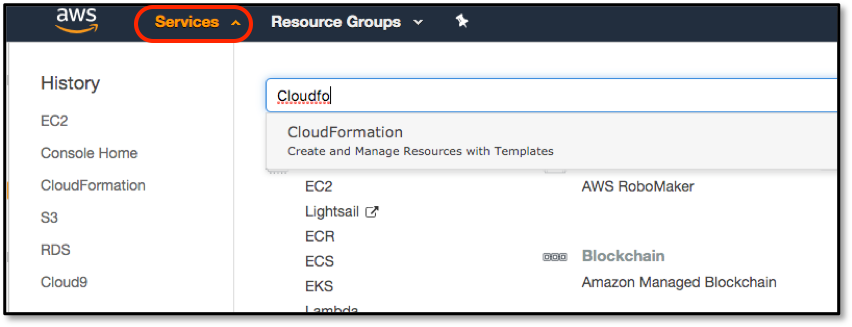 aws
Services
Resource Groups
History
EC2
Console Home
CloudFormation
S3
RDS
Cloud9
Cloudfo
CloudFormation
Create and Manage Resources with Templates
EC2
Lightsail
ECR
ECS
EKS
Lambda
AWS RoboMaker
Blockchain
Amazon Managed Blockchain